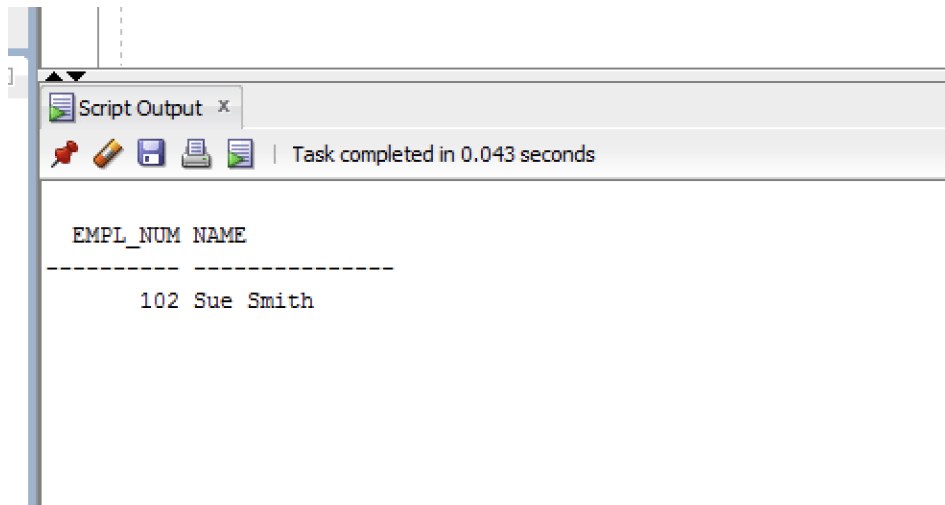 Script Output x
Task completed in 0.043 seconds
EMPL_NUM NAME
---------- ---------------
102 Sue Smith